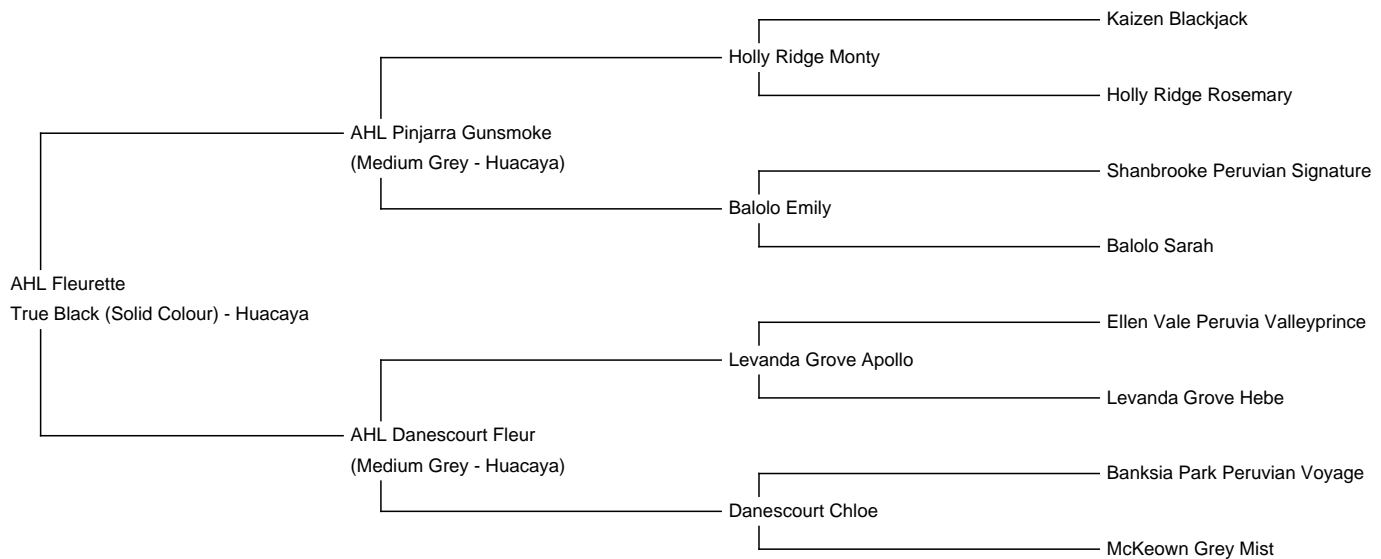 Kaizen Blackjack
Holly Ridge Monty
Holly Ridge Rosemary
AHL Pinjarra Gunsmoke
(Medium Grey - Huacaya)
Shanbrooke Peruvian Signature
Balolo Emily
Balolo Sarah
AHL Fleurette
True Black (Solid Colour) - Huacaya
Ellen Vale Peruvia Valleyprince
Levanda Grove Apollo
Levanda Grove Hebe
AHL Danescourt Fleur
(Medium Grey - Huacaya)
Banksia Park Peruvian Voyage
Danescourt Chloe
McKeown Grey Mist